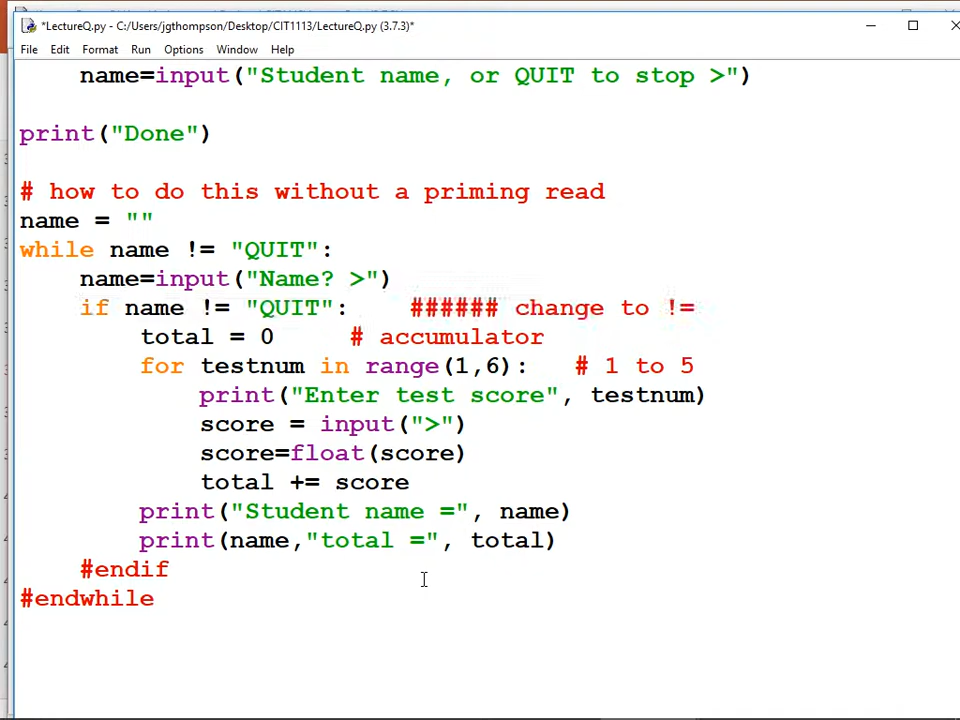 *LectureQ.py - C:/Users/jgthompson/Desktop/CIT1113/LectureQ.py (3.7.3)*
File Edit Format Run Options Window Help
    name=input("Student name, or QUIT to stop >")
print("Done")
# how to do this without a priming read
name = ""
while name != "QUIT":
    name=input("Name? >")
    if name != "QUIT":    ###### change to !=
        total = 0     # accumulator
        for testnum in range(1,6):   # 1 to 5
            print("Enter test score", testnum)
            score = input(">")
            score=float(score)
            total += score
        print("Student name =", name)
        print(name,"total =", total)
    #endif
#endwhile